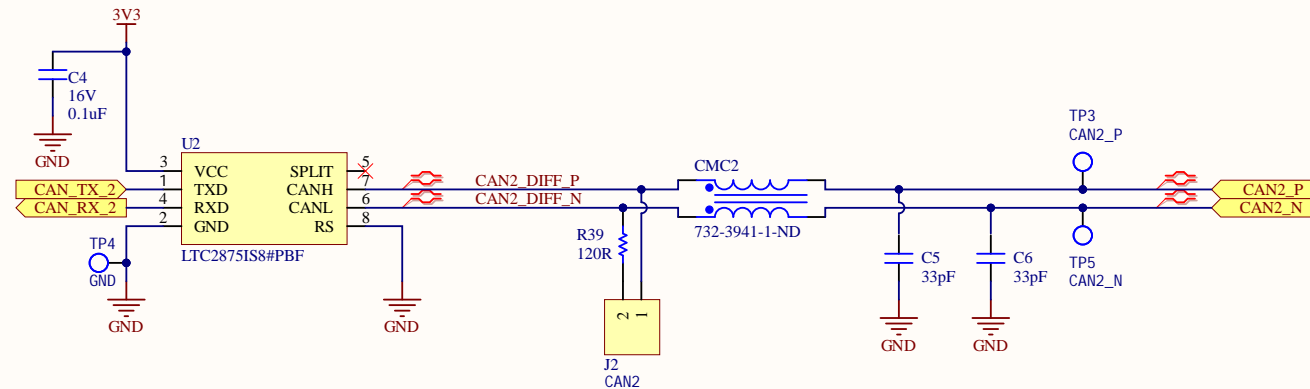 3V3
C4
16V
0.1uF
GND
U2
3
VCC
SPLIT
5
CAN_TX_2
1
TXD
CANH
7
CAN2_DIFF_P
CAN_RX_2
4
RXD
CANL
6
CAN2_DIFF_N
2
GND
RS
8
LTC2875IS8#PBF
TP4
GND
GND
GND
R39
120R
2
1
J2
CAN2
CMC2
732-3941-1-ND
C5
33pF
GND
C6
33pF
GND
TP3
CAN2_P
TP5
CAN2_N
CAN2_P
CAN2_N